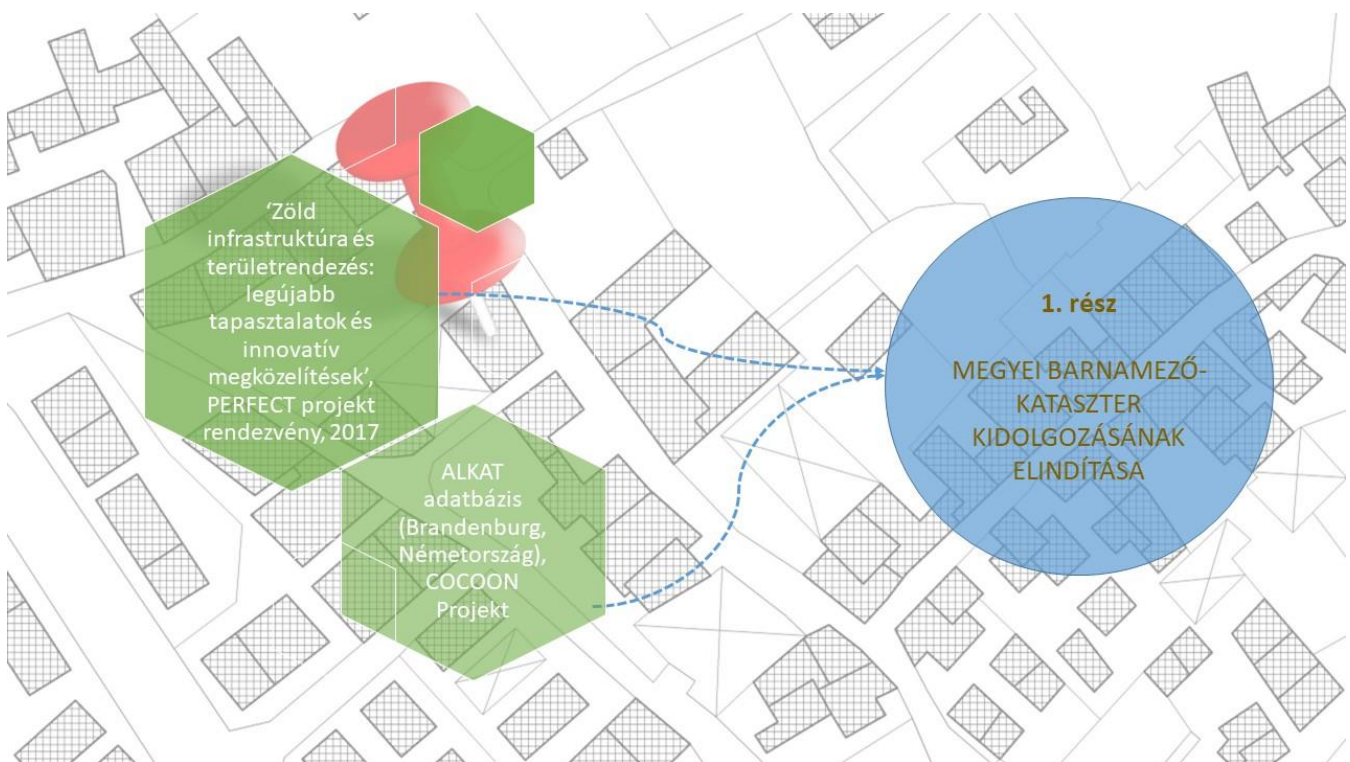 ‘Zöld
infrastruktúra és
területrendezés:
legújabb
tapasztalatok és
innovatív
megközelítések’,
PERFECT projekt
rendezvény, 2017
ALKAT
adatbázis
(Brandenburg,
Németország),
COCOON
Projekt
1. rész
MEGYEI BARNAMEZŐ-
KATASZTER
KIDOLGOZÁSÁNAK
ELINDÍTÁSA